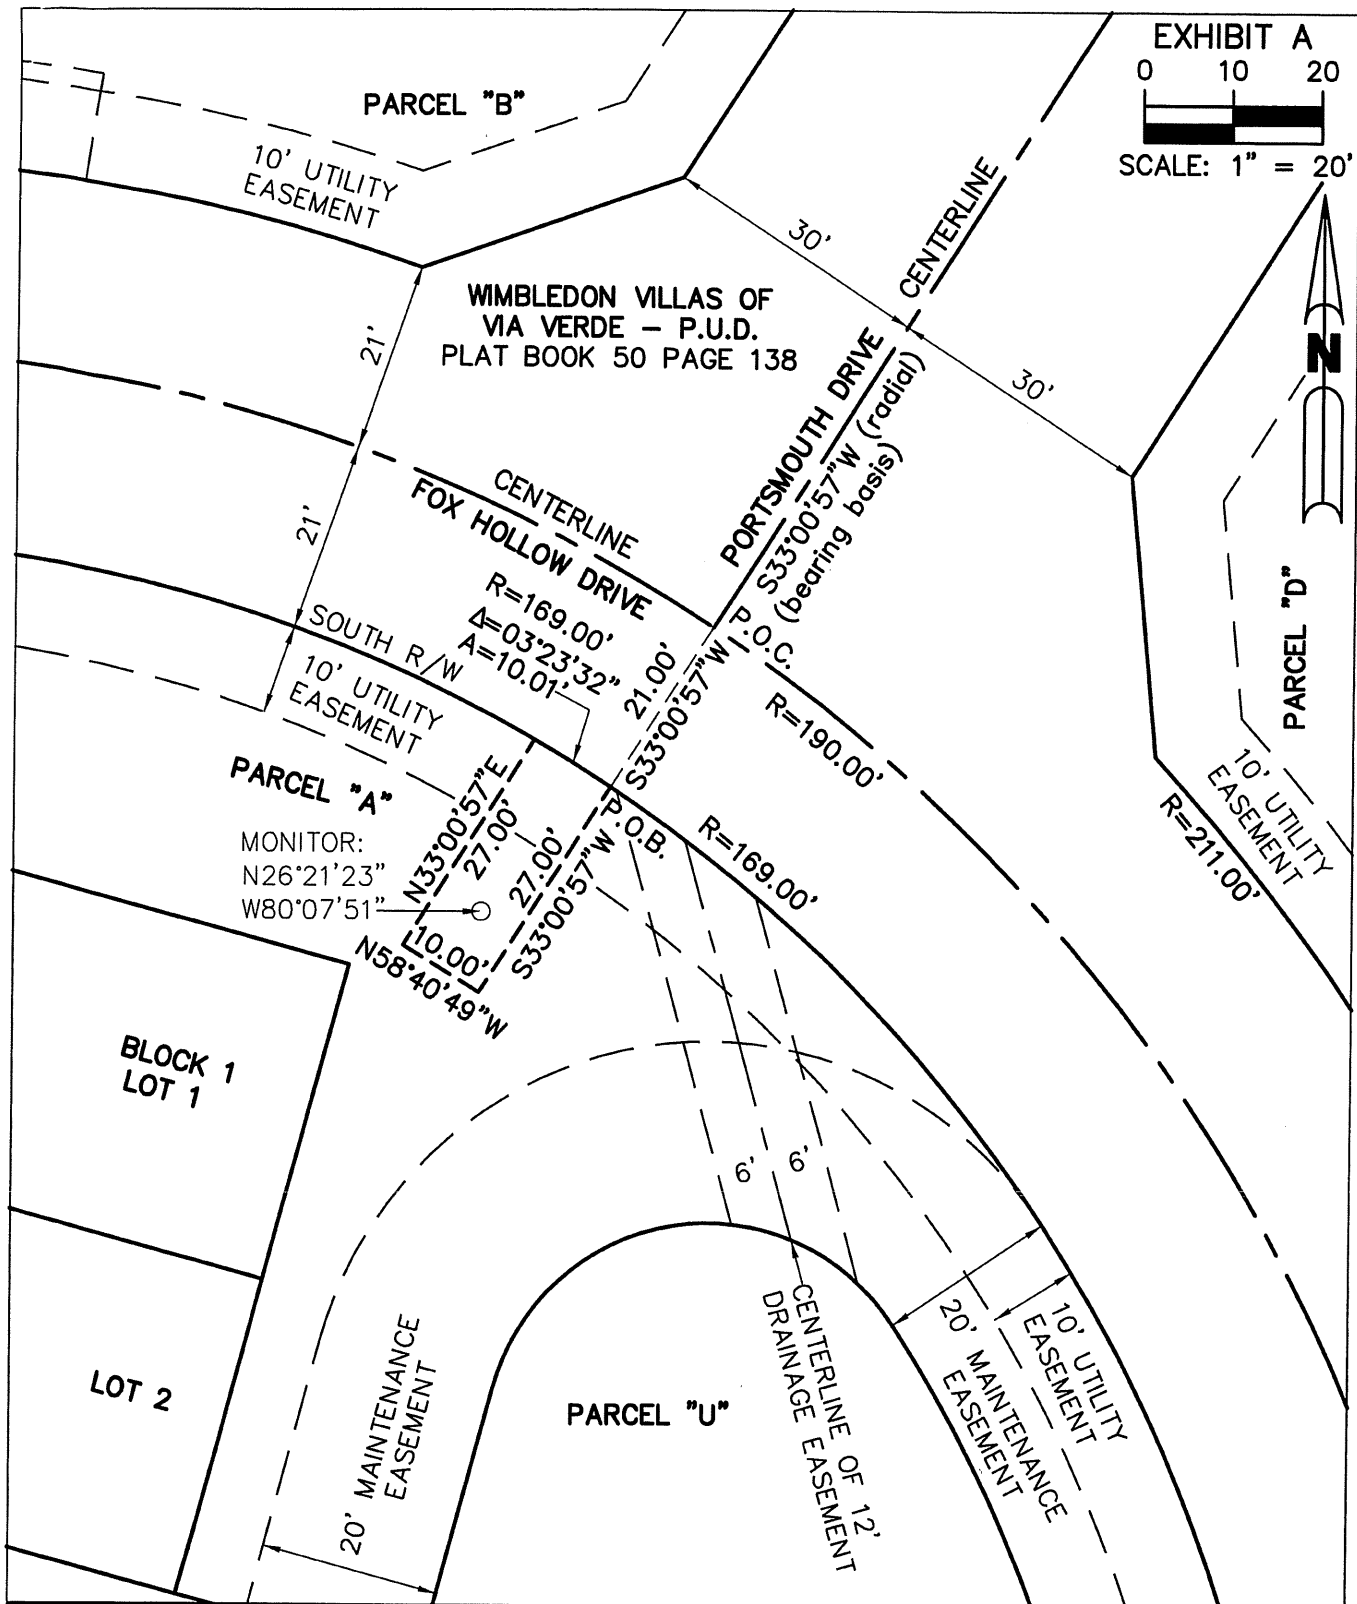 EXHIBIT A
0 10 20
SCALE: 1" = 20'
N
PARCEL "B"
10' UTILITY
EASEMENT
WIMBLEDON VILLAS OF
VIA VERDE – P.U.D.
PLAT BOOK 50 PAGE 138
30'
30'
CENTERLINE
PORTSMOUTH DRIVE
S33°00'57"W (radial)
(bearing basis)
21'
21'
CENTERLINE
FOX HOLLOW DRIVE
R=169.00'
Δ=03°23'32"
A=10.01'
SOUTH R/W
10' UTILITY
EASEMENT
P.O.C.
21.00'
S33°00'57"W
R=190.00'
PARCEL "D"
10' UTILITY
EASEMENT
R=211.00'
PARCEL "A"
MONITOR:
N26°21'23"
W80°07'51"
N33°00'57"E
27.00'
27.00'
S33°00'57"W
P.O.B.
R=169.00'
10.00'
N58°40'49"W
BLOCK 1
LOT 1
LOT 2
6'
6'
CENTERLINE OF 12'
DRAINAGE EASEMENT
20' MAINTENANCE
EASEMENT
PARCEL "U"
20' MAINTENANCE
EASEMENT
10' UTILITY
EASEMENT